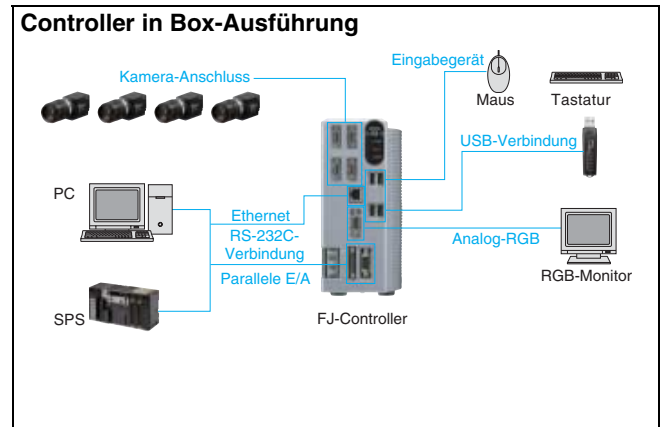 Controller in Box-Ausführung
Kamera-Anschluss
Eingabegerät
Maus
Tastatur
USB-Verbindung
PC
Ethernet
RS-232C-
Verbindung
Parallele E/A
Analog-RGB
RGB-Monitor
SPS
FJ-Controller